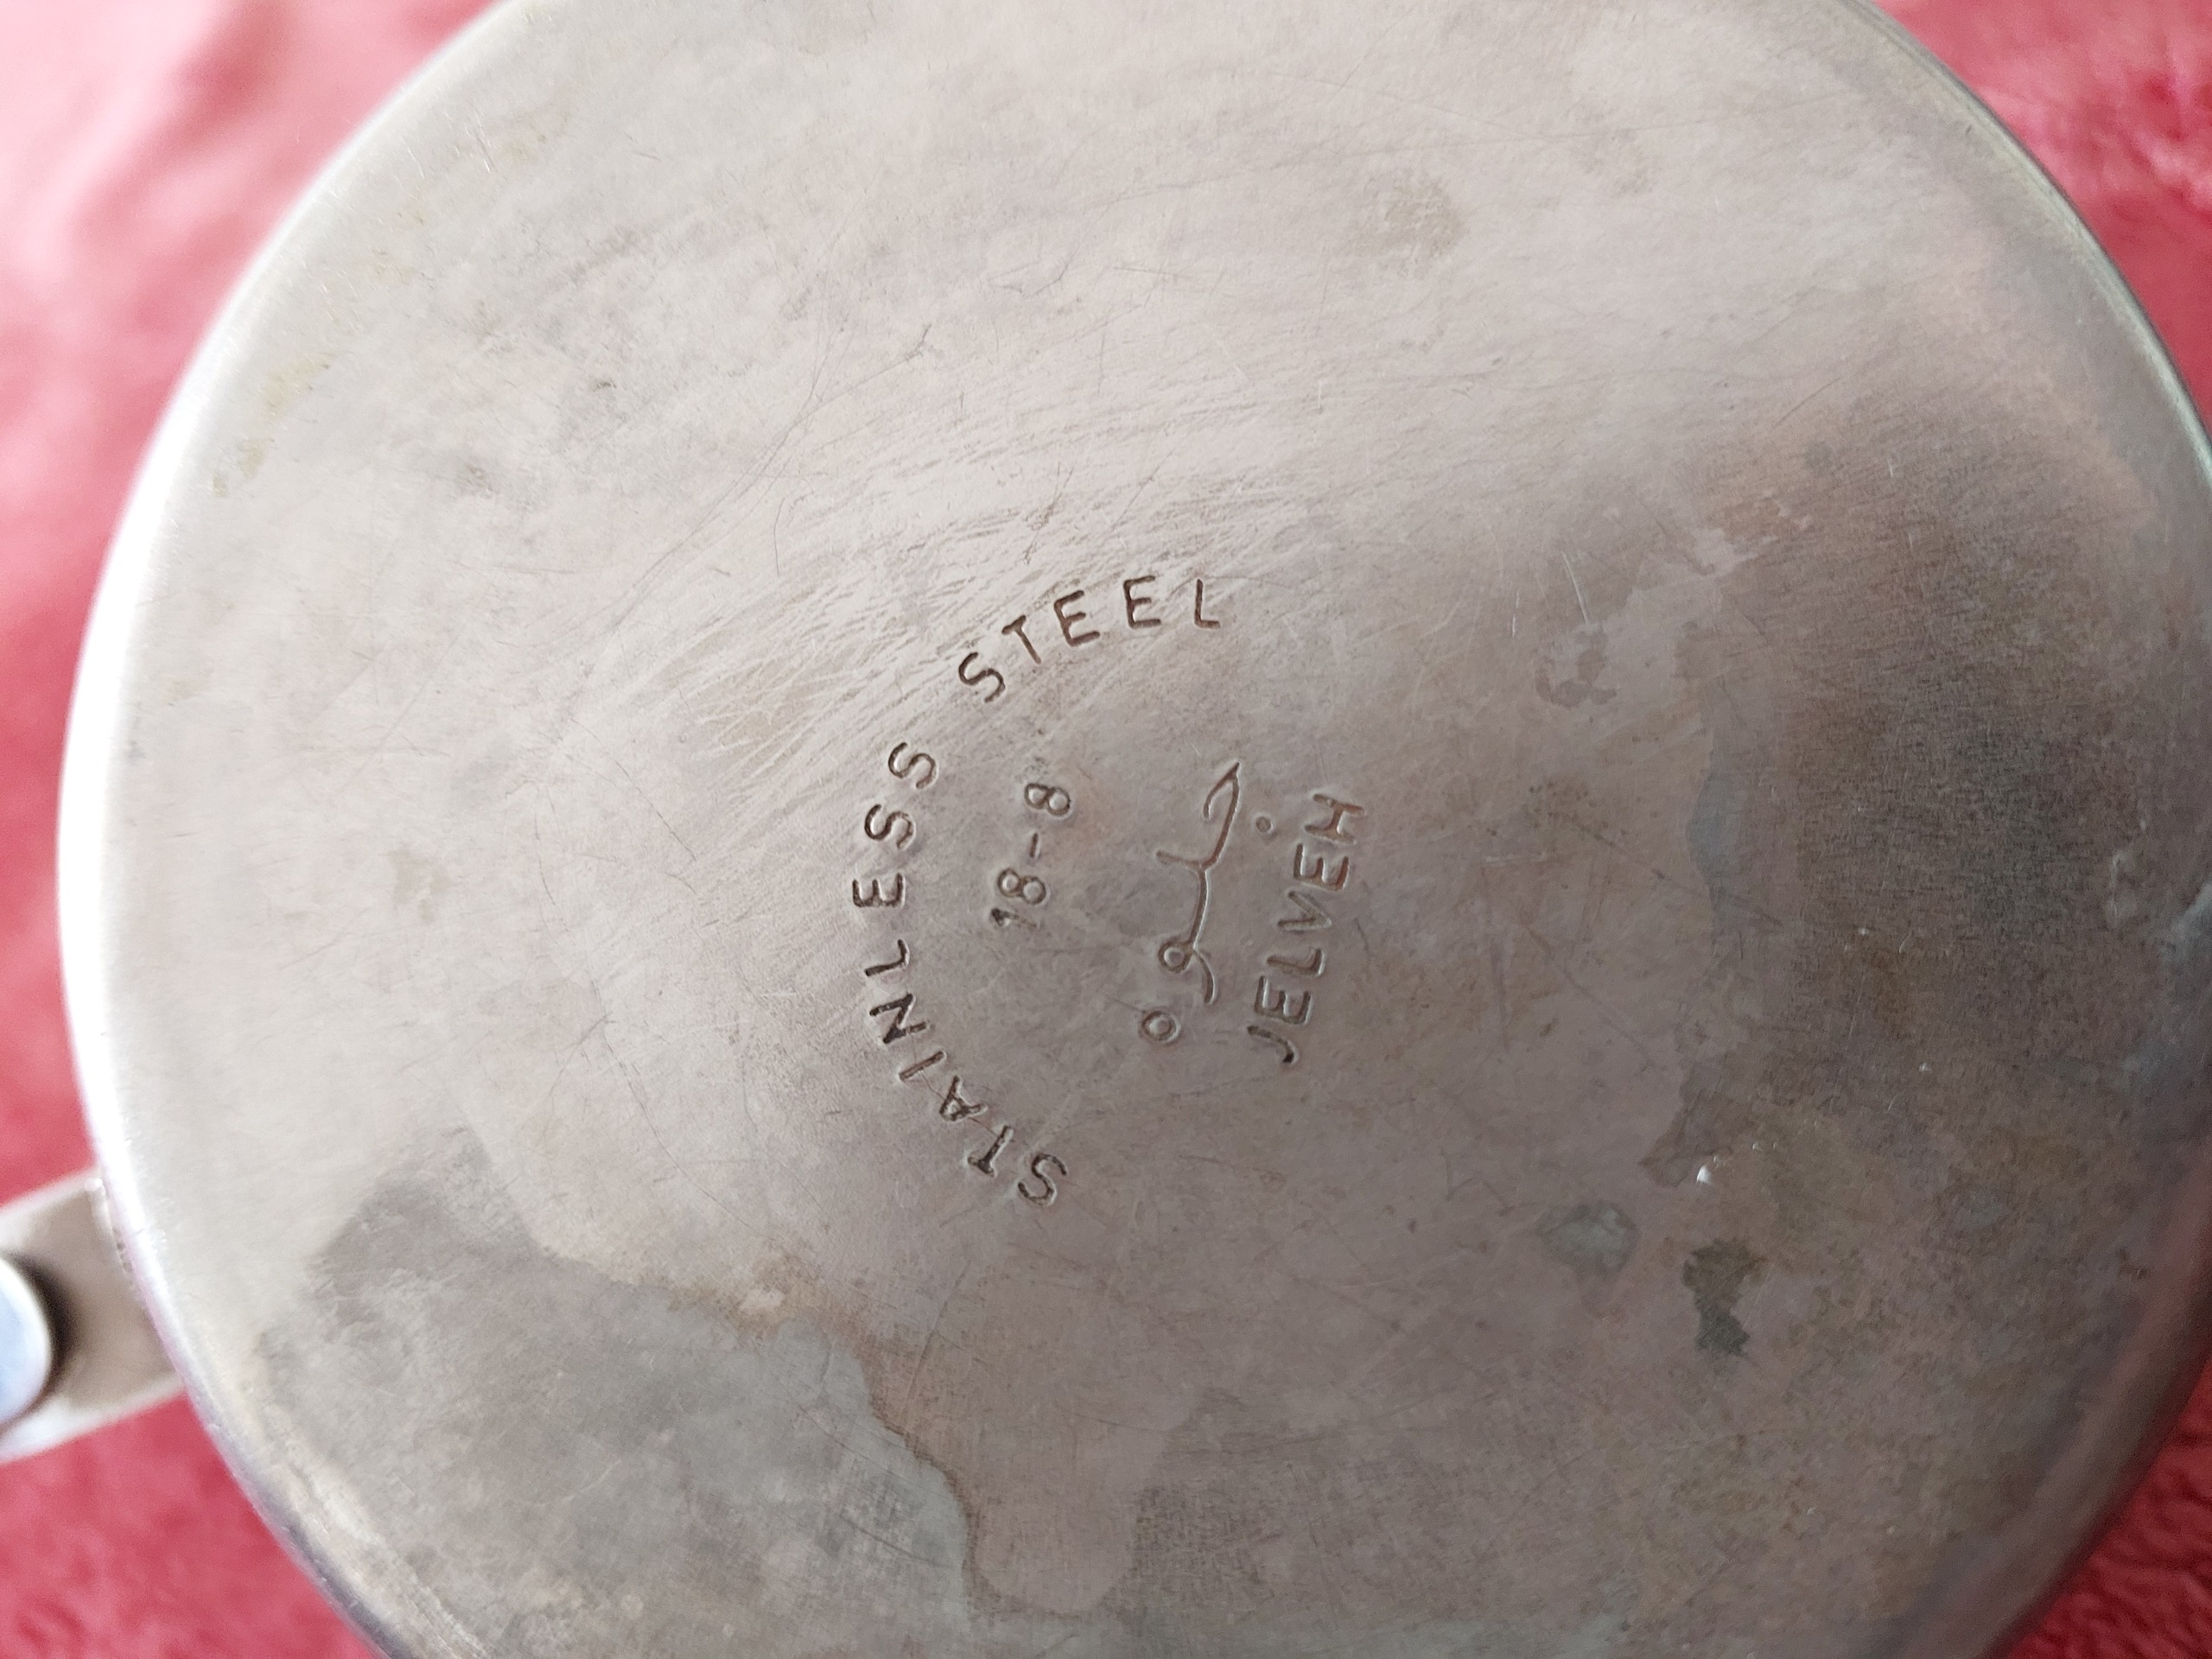 STAINLESS STEEL
18-8
جلوه
JELVEH